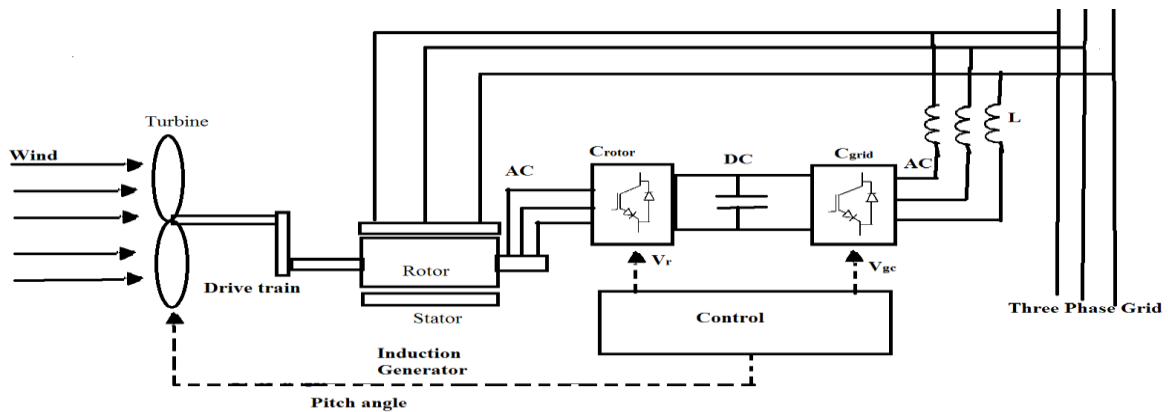 Turbine
Wind
L
Crotor
DC
Cgrid
AC
AC
Rotor
Vr
Vgc
Drive train
Stator
Control
Three Phase Grid
Induction
Generator
Pitch angle